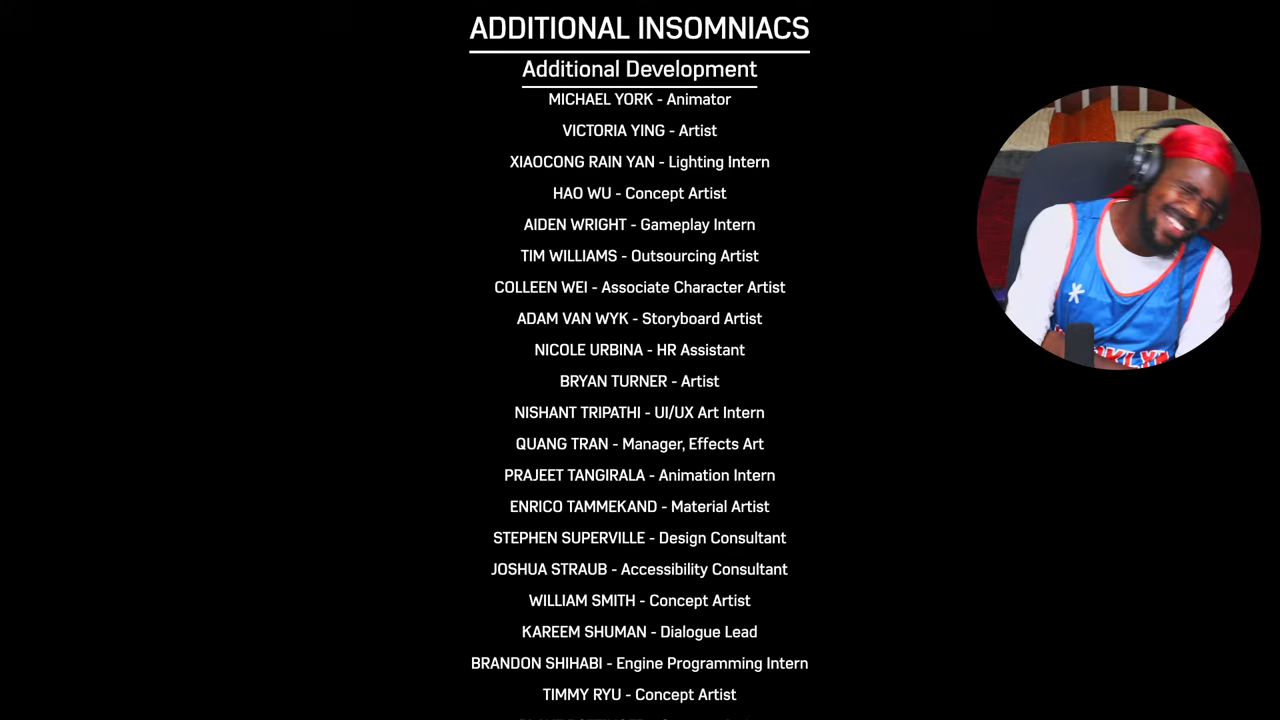 ADDITIONAL INSOMNIACS
Additional Development
MICHAEL YORK - Animator
VICTORIA YING - Artist
XIAOCONG RAIN YAN - Lighting Intern
HAO WU - Concept Artist
AIDEN WRIGHT - Gameplay Intern
TIM WILLIAMS - Outsourcing Artist
COLLEEN WEI - Associate Character Artist
ADAM VAN WYK - Storyboard Artist
NICOLE URBINA - HR Assistant
BRYAN TURNER - Artist
NISHANT TRIPATHI - UI/UX Art Intern
QUANG TRAN - Manager, Effects Art
PRAJEET TANGIRALA - Animation Intern
ENRICO TAMMEKAND - Material Artist
STEPHEN SUPERVILLE - Design Consultant
JOSHUA STRAUB - Accessibility Consultant
WILLIAM SMITH - Concept Artist
KAREEM SHUMAN - Dialogue Lead
BRANDON SHIHABI - Engine Programming Intern
TIMMY RYU - Concept Artist